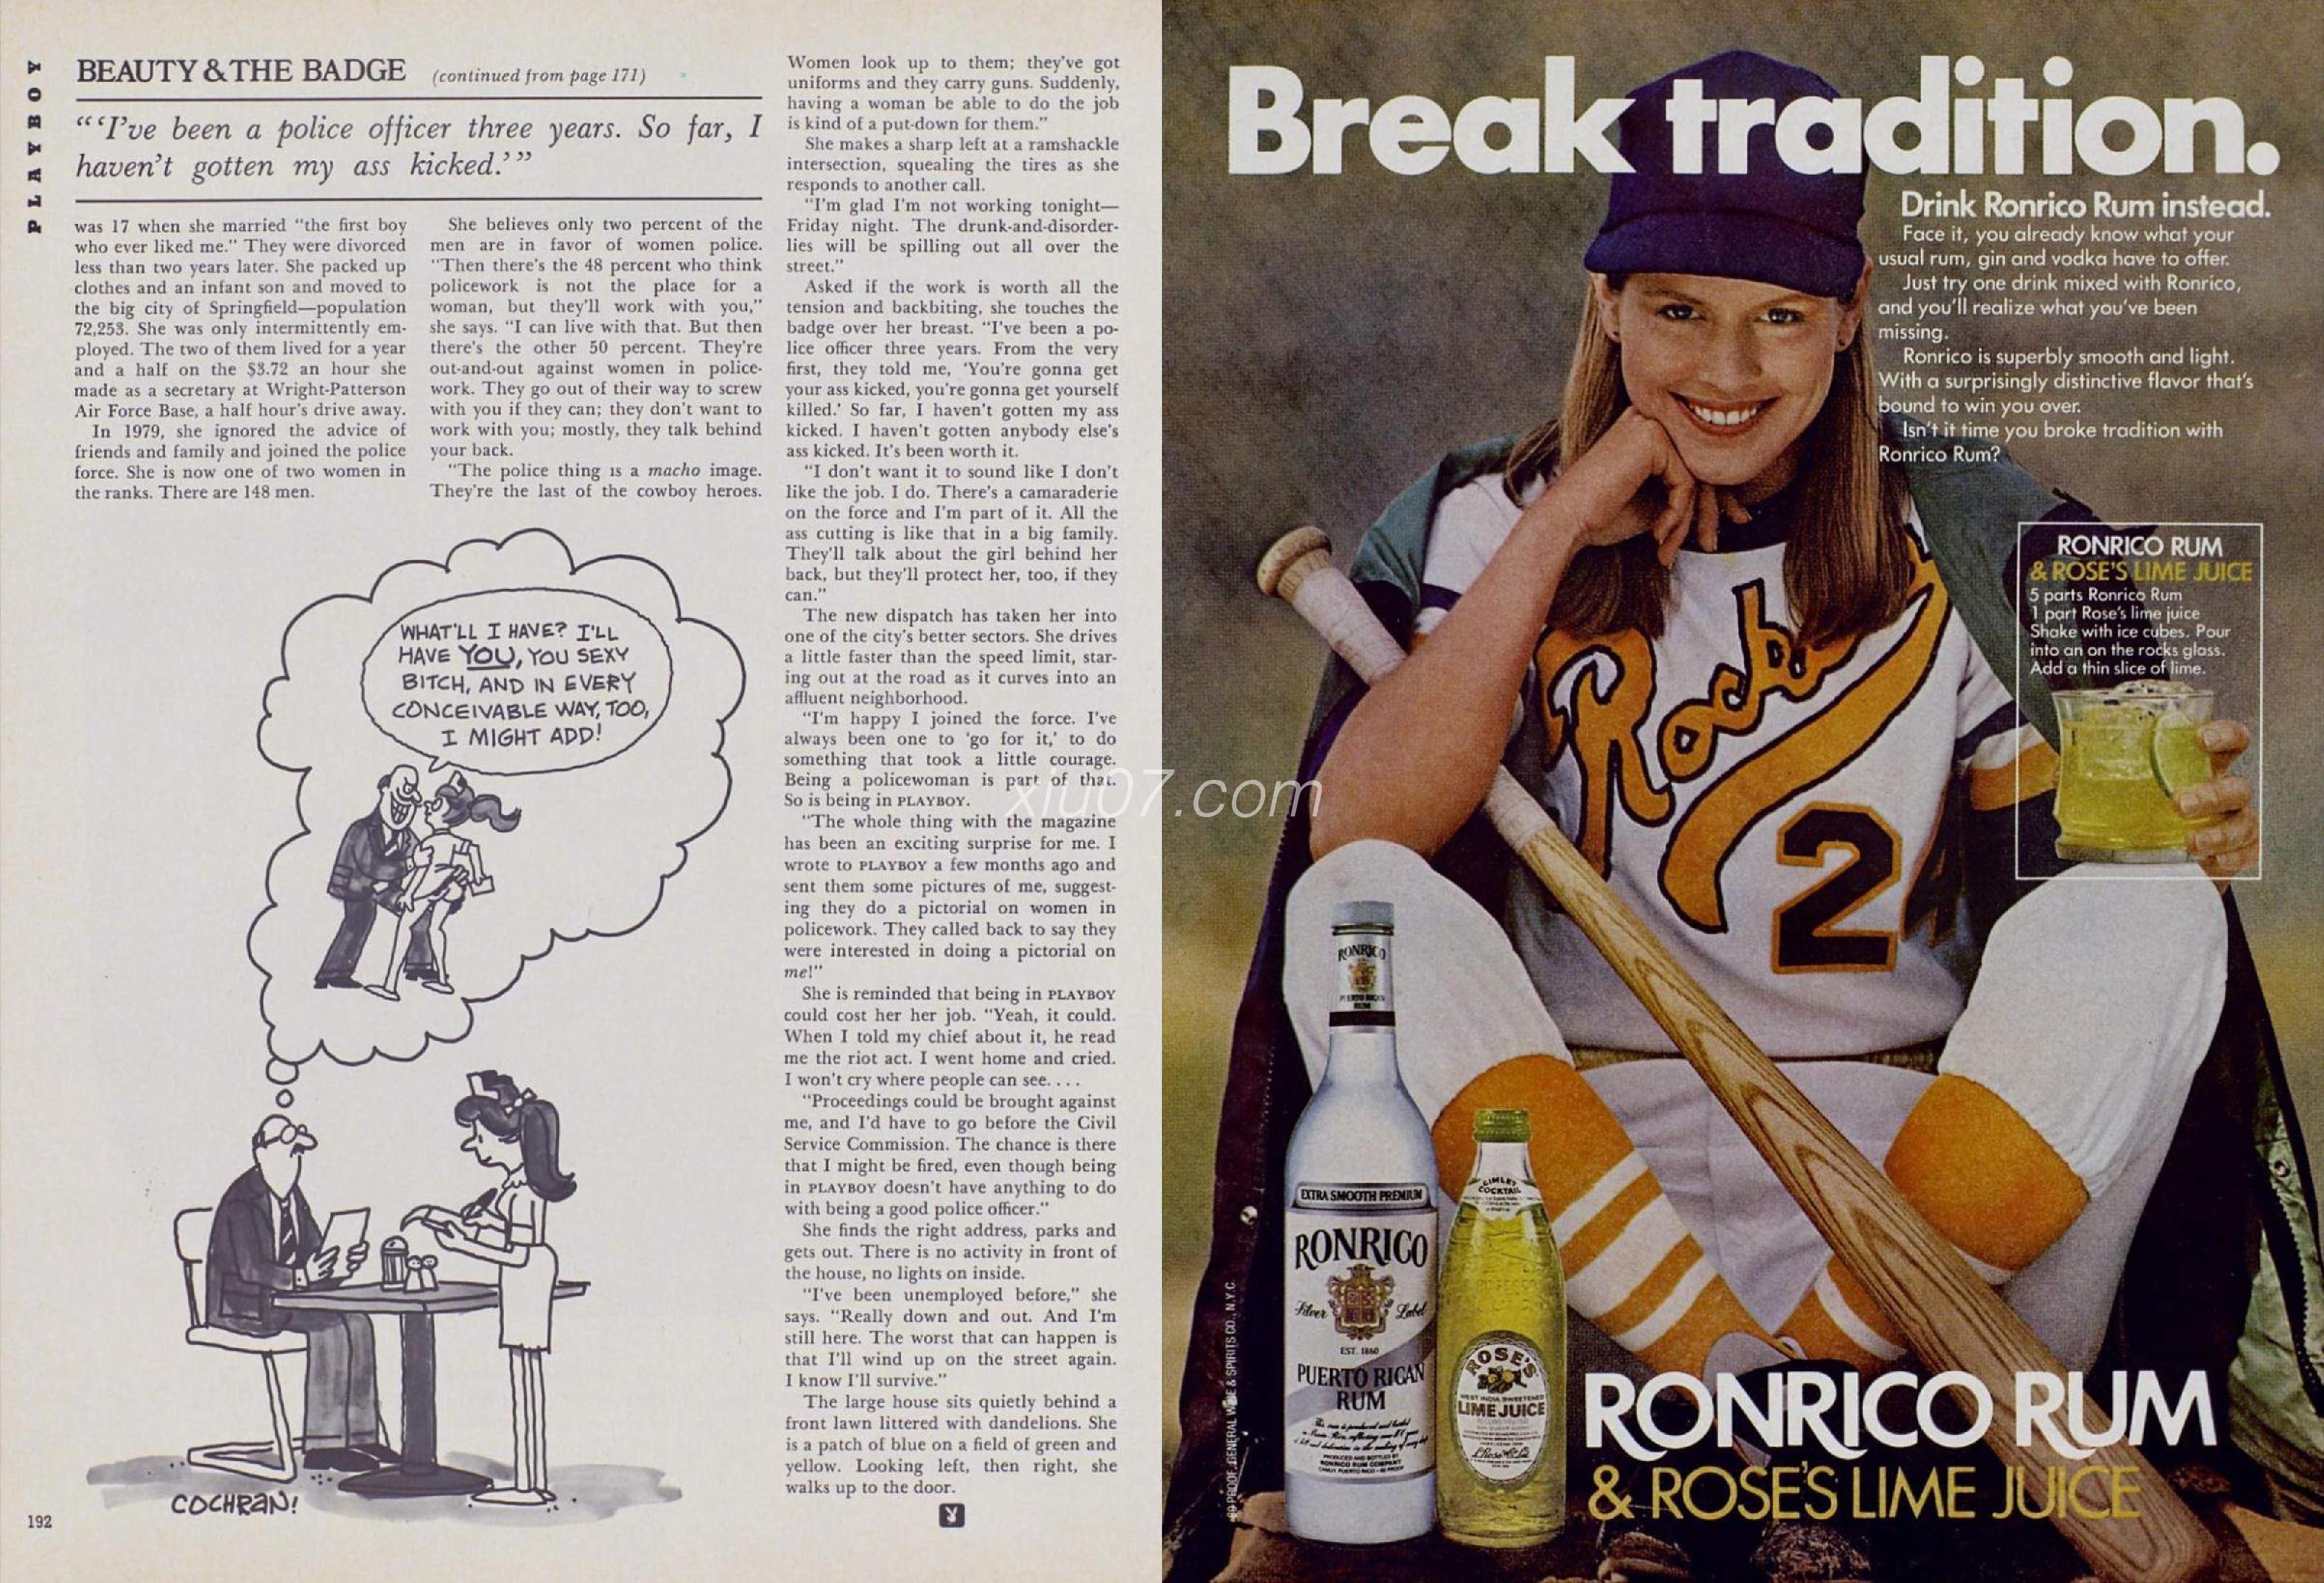 PLAYBOY
BEAUTY & THE BADGE (continued from page 171)
“‘I’ve been a police officer three years. So far, I
haven’t gotten my ass kicked.’”
was 17 when she married “the first boy
who ever liked me.” They were divorced
less than two years later. She packed up
clothes and an infant son and moved to
the big city of Springfield—population
72,253. She was only intermittently em-
ployed. The two of them lived for a year
and a half on the $3.72 an hour she
made as a secretary at Wright-Patterson
Air Force Base, a half hour’s drive away.
In 1979, she ignored the advice of
friends and family and joined the police
force. She is now one of two women in
the ranks. There are 148 men.
She believes only two percent of the
men are in favor of women police.
“Then there’s the 48 percent who think
policework is not the place for a
woman, but they’ll work with you,”
she says. “I can live with that. But then
there’s the other 50 percent. They’re
out-and-out against women in police-
work. They go out of their way to screw
with you if they can; they don’t want to
work with you; mostly, they talk behind
your back.
“The police thing is a macho image.
They’re the last of the cowboy heroes.
Women look up to them; they’ve got
uniforms and they carry guns. Suddenly,
having a woman be able to do the job
is kind of a put-down for them.”
She makes a sharp left at a ramshackle
intersection, squealing the tires as she
responds to another call.
“I’m glad I’m not working tonight—
Friday night. The drunk-and-disorder-
lies will be spilling out all over the
street.”
Asked if the work is worth all the
tension and backbiting, she touches the
badge over her breast. “I’ve been a po-
lice officer three years. From the very
first, they told me, ‘You’re gonna get
your ass kicked, you’re gonna get yourself
killed.’ So far, I haven’t gotten my ass
kicked. I haven’t gotten anybody else’s
ass kicked. It’s been worth it.
“I don’t want it to sound like I don’t
like the job. I do. There’s a camaraderie
on the force and I’m part of it. All the
ass cutting is like that in a big family.
They’ll talk about the girl behind her
back, but they’ll protect her, too, if they
can.”
The new dispatch has taken her into
one of the city’s better sectors. She drives
a little faster than the speed limit, star-
ing out at the road as it curves into an
affluent neighborhood.
“I’m happy I joined the force. I’ve
always been one to ‘go for it,’ to do
something that took a little courage.
Being a policewoman is part of that.
So is being in PLAYBOY.
“The whole thing with the magazine
has been an exciting surprise for me. I
wrote to PLAYBOY a few months ago and
sent them some pictures of me, suggest-
ing they do a pictorial on women in
policework. They called back to say they
were interested in doing a pictorial on
me!”
She is reminded that being in PLAYBOY
could cost her her job. “Yeah, it could.
When I told my chief about it, he read
me the riot act. I went home and cried.
I won’t cry where people can see. . . .
“Proceedings could be brought against
me, and I’d have to go before the Civil
Service Commission. The chance is there
that I might be fired, even though being
in PLAYBOY doesn’t have anything to do
with being a good police officer.”
She finds the right address, parks and
gets out. There is no activity in front of
the house, no lights on inside.
“I’ve been unemployed before,” she
says. “Really down and out. And I’m
still here. The worst that can happen is
that I’ll wind up on the street again.
I know I’ll survive.”
The large house sits quietly behind a
front lawn littered with dandelions. She
is a patch of blue on a field of green and
yellow. Looking left, then right, she
walks up to the door.
WHAT'LL I HAVE? I'LL
HAVE YOU, YOU SEXY
BITCH, AND IN EVERY
CONCEIVABLE WAY, TOO,
I MIGHT ADD!
COCHRAN!
192
xiu07.com
Break tradition.
Drink Ronrico Rum instead.
Face it, you already know what your
usual rum, gin and vodka have to offer.
Just try one drink mixed with Ronrico,
and you'll realize what you've been
missing.
Ronrico is superbly smooth and light.
With a surprisingly distinctive flavor that's
bound to win you over.
Isn't it time you broke tradition with
Ronrico Rum?
RONRICO RUM
& ROSE'S LIME JUICE
5 parts Ronrico Rum
1 part Rose's lime juice
Shake with ice cubes. Pour
into an on the rocks glass.
Add a thin slice of lime.
Rock
2
RONRICO
PUERTO RICAN
RUM
EXTRA SMOOTH PREMIUM
RONRICO
Silver Label
EST. 1860
PUERTO RICAN
RUM
GIMLET
COCKTAIL
ROSE'S
WEST INDIA SWEETENED
LIME JUICE
80 PROOF. GENERAL WINE & SPIRITS CO., N.Y.C.
RONRICO RUM
& ROSE'S LIME JUICE